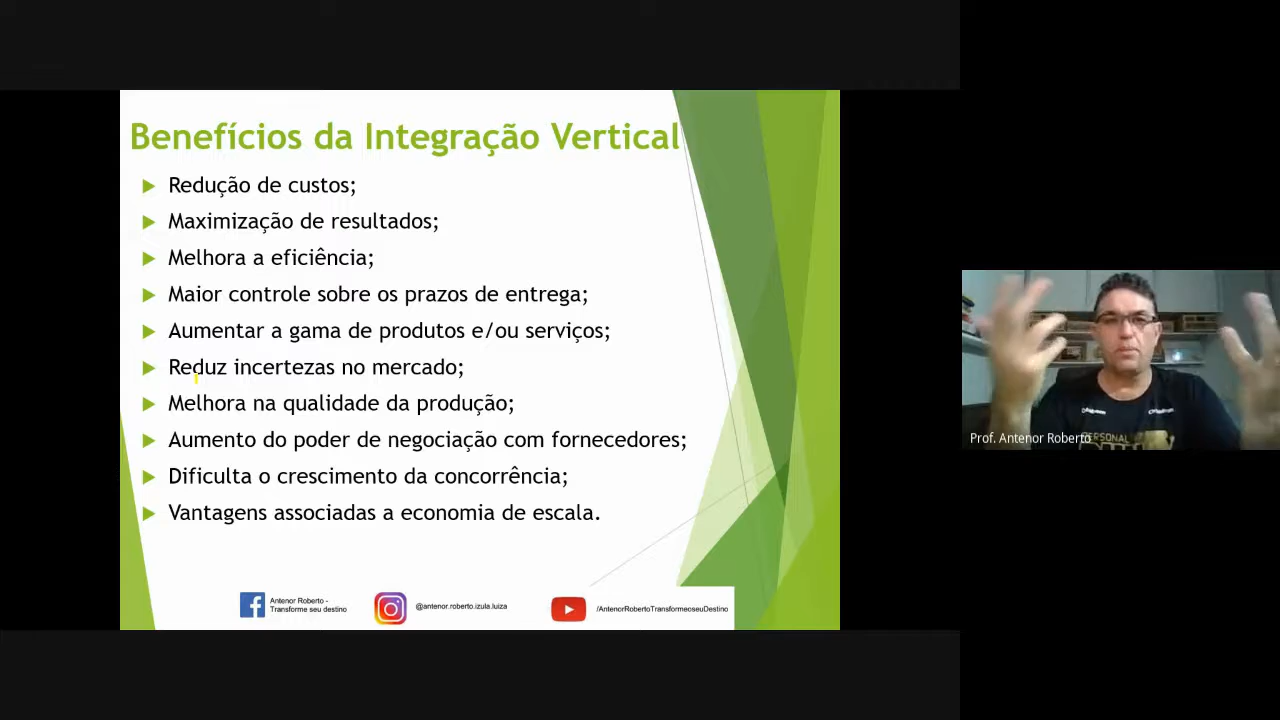 Benefícios da Integração Vertical
Redução de custos;
Maximização de resultados;
Melhora a eficiência;
Maior controle sobre os prazos de entrega;
Aumentar a gama de produtos e/ou serviços;
Reduz incertezas no mercado;
Melhora na qualidade da produção;
Aumento do poder de negociação com fornecedores;
Dificulta o crescimento da concorrência;
Vantagens associadas a economia de escala.
Antenor Roberto -
Transforme seu destino
@antenor.roberto.izula.luiza
/AntenorRobertoTransformeoseuDestino
Prof. Antenor Roberto
PERSONAL